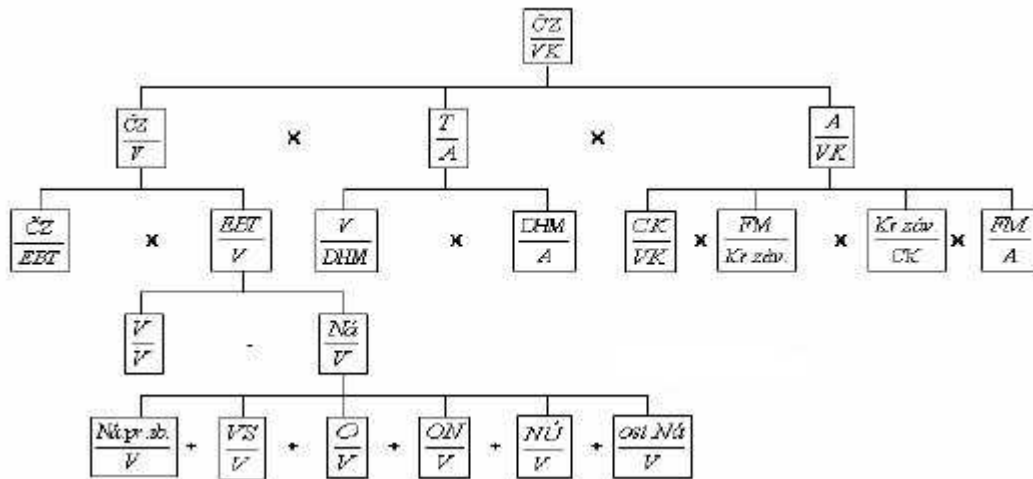 ČZ
VK
ČZ
V
x
T
A
x
A
VK
ČZ
EBT
x
EBT
V
V
DHM
x
DHM
A
CK
VK
x
FM
Kr záv.
x
Kr záv.
CK
x
FM
A
V
V
-
Ná
V
Ná.pr.zb.
V
+
VS
V
+
O
V
+
ON
V
+
NÚ
V
+
ost.Ná
V